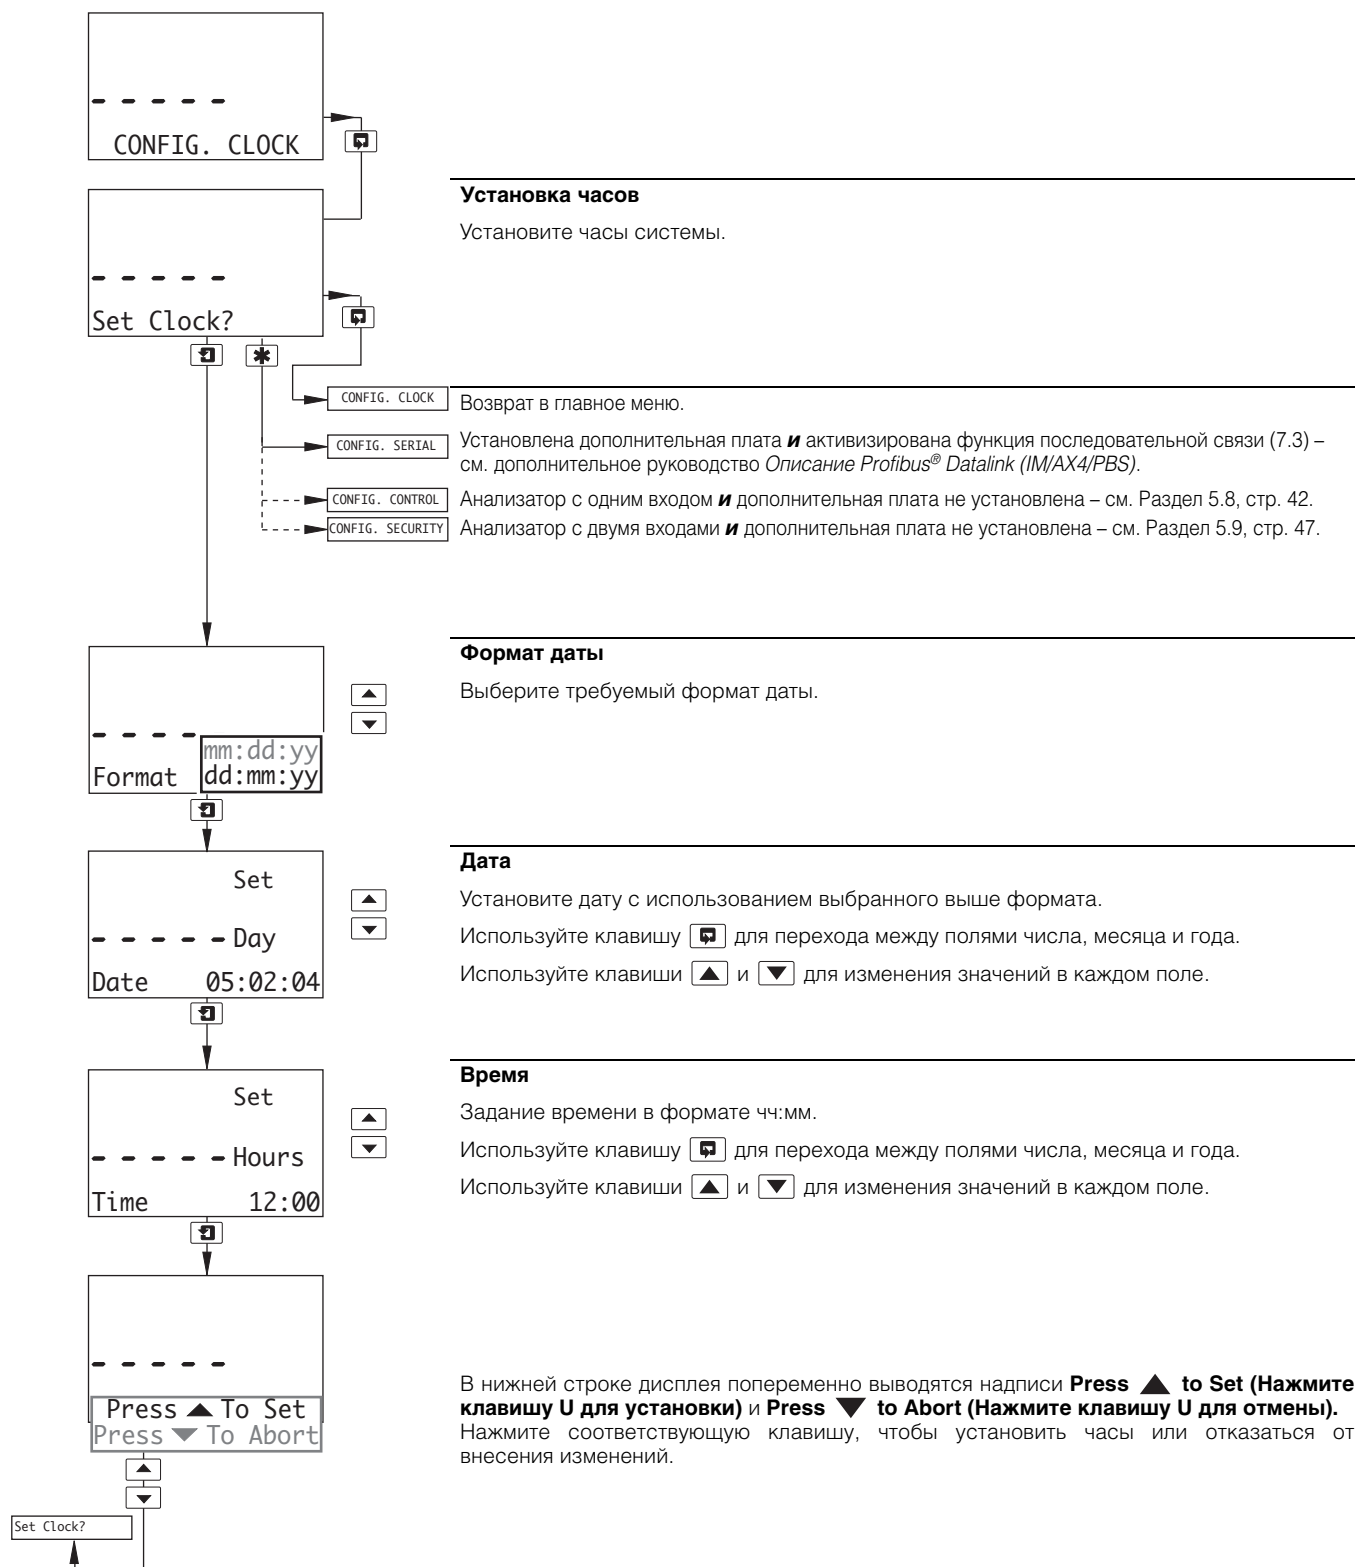 CONFIG. CLOCK
Установка часов
Установите часы системы.
Set Clock?
CONFIG. CLOCK
Возврат в главное меню.
CONFIG. SERIAL
Установлена дополнительная плата и активизирована функция последовательной связи (7.3) –
см. дополнительное руководство Описание Profibus® Datalink (IM/AX4/PBS).
CONFIG. CONTROL
Анализатор с одним входом и дополнительная плата не установлена – см. Раздел 5.8, стр. 42.
CONFIG. SECURITY
Анализатор с двумя входами и дополнительная плата не установлена – см. Раздел 5.9, стр. 47.
Формат даты
Выберите требуемый формат даты.
mm:dd:yy
Format dd:mm:yy
Дата
Set
Установите дату с использованием выбранного выше формата.
Day
Используйте клавишу для перехода между полями числа, месяца и года.
Date 05:02:04
Используйте клавиши ▲ и ▼ для изменения значений в каждом поле.
Время
Set
Задание времени в формате чч:мм.
Hours
Используйте клавишу для перехода между полями числа, месяца и года.
Time 12:00
Используйте клавиши ▲ и ▼ для изменения значений в каждом поле.
Press ▲ To Set
Press ▼ To Abort
В нижней строке дисплея попеременно выводятся надписи Press ▲ to Set (Нажмите
клавишу U для установки) и Press ▼ to Abort (Нажмите клавишу U для отмены).
Нажмите соответствующую клавишу, чтобы установить часы или отказаться от
внесения изменений.
Set Clock?